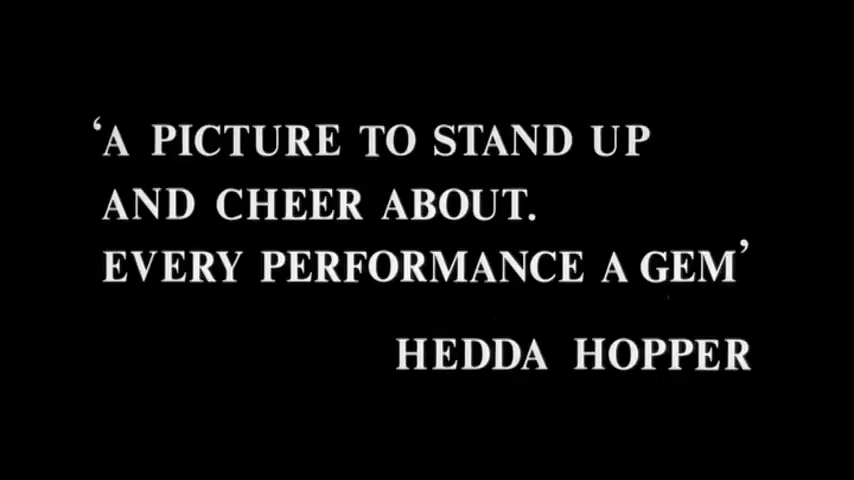 ‘A PICTURE TO STAND UP
AND CHEER ABOUT.
EVERY PERFORMANCE A GEM’
HEDDA HOPPER